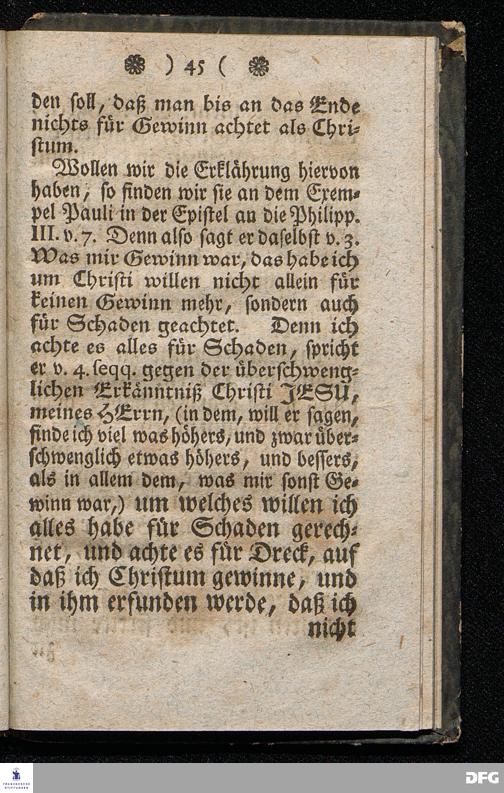 ❁ ) 45 ( ❁
den soll, daß man bis an das Ende
nichts für Gewinn achtet als Chri-
stum.
Wollen wir die Erklährung hiervon
haben, so finden wir sie an dem Exem-
pel Pauli in der Epistel an die Philipp.
III. v. 7. Denn also sagt er daselbst v. 3.
Was mir Gewinn war, das habe ich
um Christi willen nicht allein für
keinen Gewinn mehr, sondern auch
für Schaden geachtet. Denn ich
achte es alles für Schaden, spricht
er v. 4. seqq. gegen der überschweng-
lichen Erkänntniß Christi JESU,
meines HErrn, (in dem, will er sagen,
finde ich viel was höhers, und zwar über-
schwenglich etwas höhers, und bessers,
als in allem dem, was mir sonst Ge-
winn war,) um welches willen ich
alles habe für Schaden gerech-
net, und achte es für Dreck, auf
daß ich Christum gewinne, und
in ihm erfunden werde, daß ich
nicht
FRANCKESCHE
STIFTUNGEN
DFG